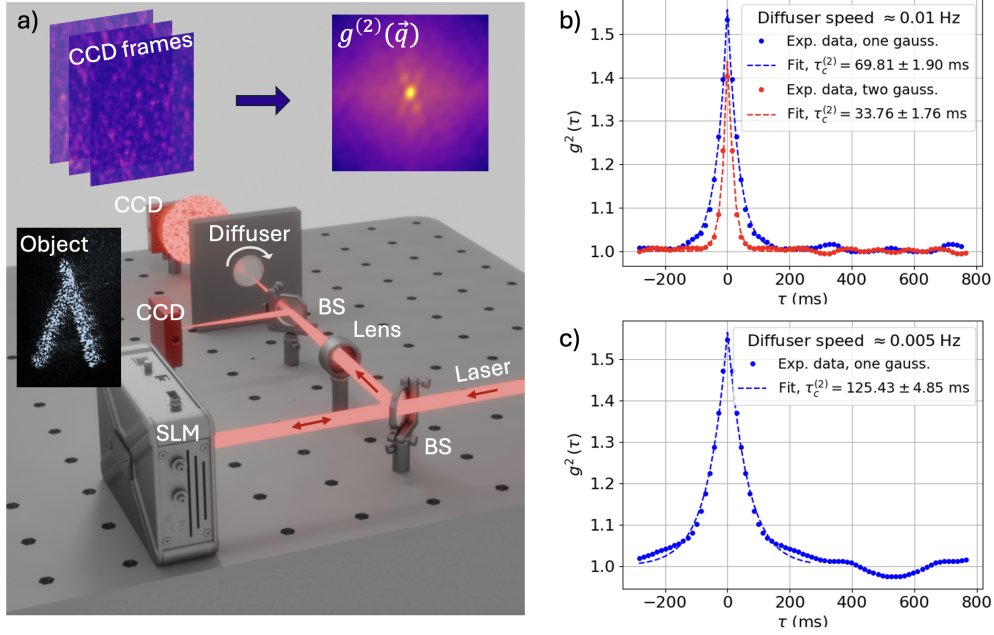 a)
CCD frames
g^{(2)}(\vec{q})
CCD
Diffuser
Object
CCD
BS
Lens
Laser
SLM
BS
b)
Diffuser speed ≈ 0.01 Hz
Exp. data, one gauss.
Fit, τ_c^{(2)} = 69.81 ± 1.90 ms
Exp. data, two gauss.
Fit, τ_c^{(2)} = 33.76 ± 1.76 ms
1.5
1.4
1.3
1.2
1.1
1.0
g^2(τ)
−200 0 200 400 600 800
τ (ms)
c)
Diffuser speed ≈ 0.005 Hz
Exp. data, one gauss.
Fit, τ_c^{(2)} = 125.43 ± 4.85 ms
1.5
1.4
1.3
1.2
1.1
1.0
g^2(τ)
−200 0 200 400 600 800
τ (ms)